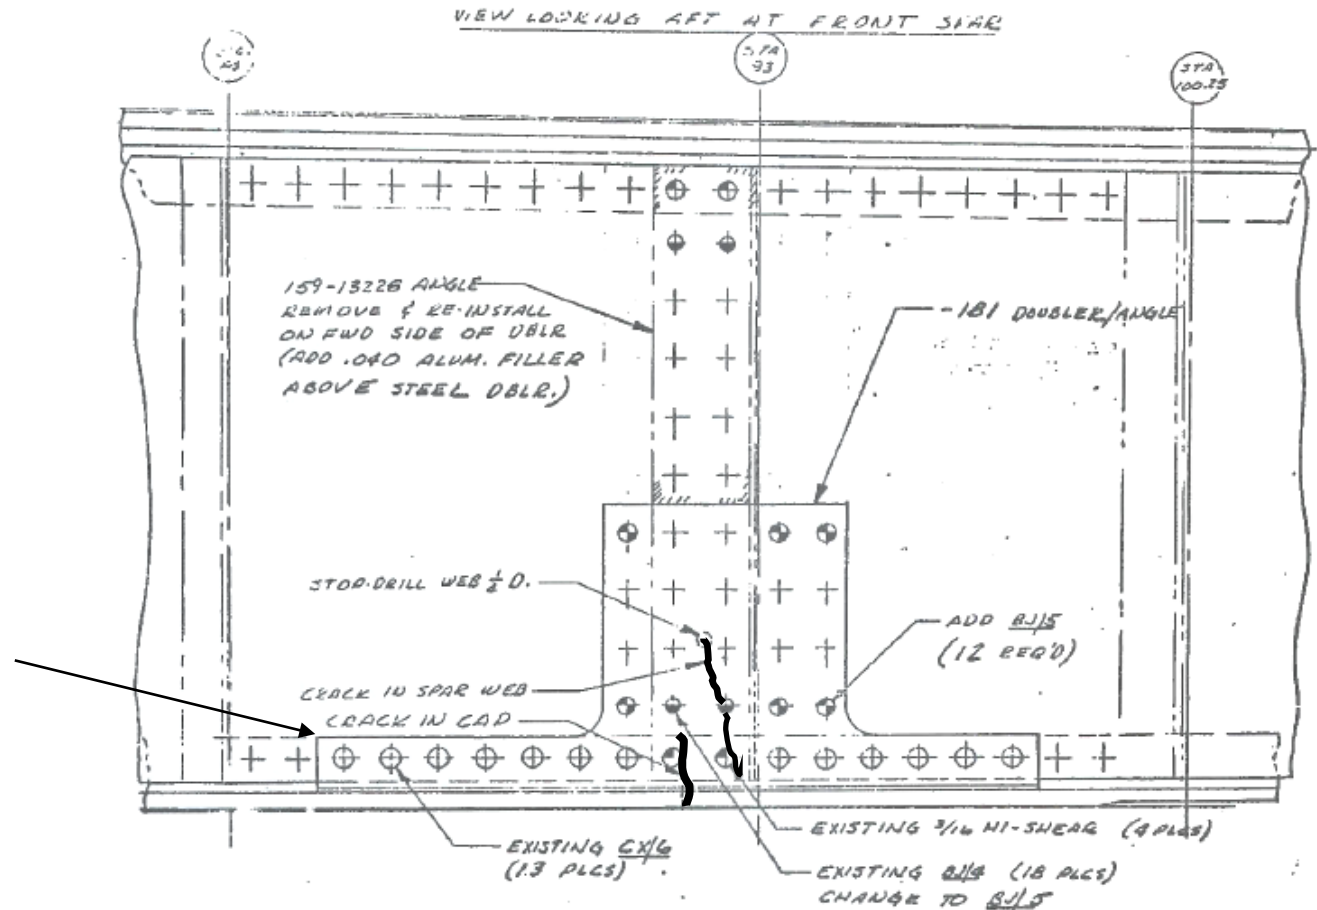 VIEW LOOKING AFT AT FRONT SPAR
STA
93
STA
100.25
159-13226 ANGLE
REMOVE & RE-INSTALL
ON FWD SIDE OF DBLR
(ADD .040 ALUM. FILLER
ABOVE STEEL DBLR.)
-181 DOUBLER/ANGLE
STOP-DRILL WEB ¼ D.
ADD BJ/5
(12 REQ'D)
CRACK IN SPAR WEB
CRACK IN CAP
EXISTING 3/16 HI-SHEAR (4 PLCS)
EXISTING CX/6
(13 PLCS)
EXISTING BJ/4 (18 PLCS)
CHANGE TO BJ/5